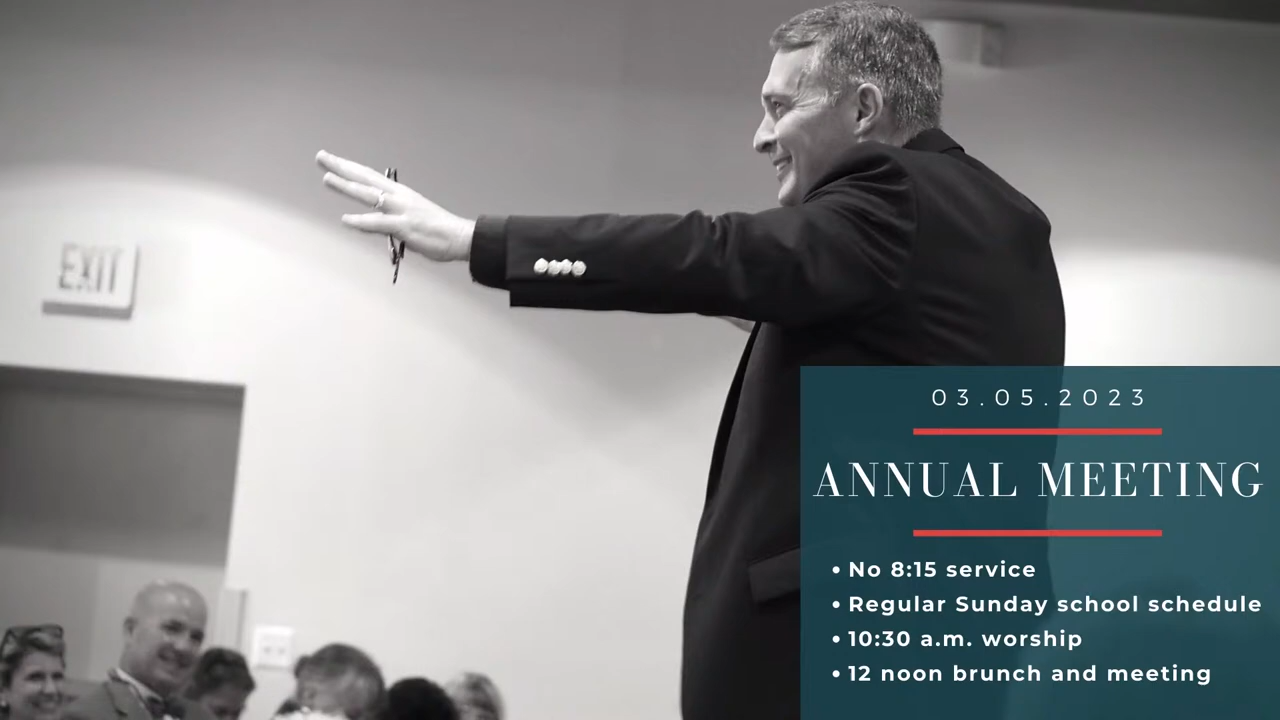 EXIT
03.05.2023
ANNUAL MEETING
• No 8:15 service
• Regular Sunday school schedule
• 10:30 a.m. worship
• 12 noon brunch and meeting